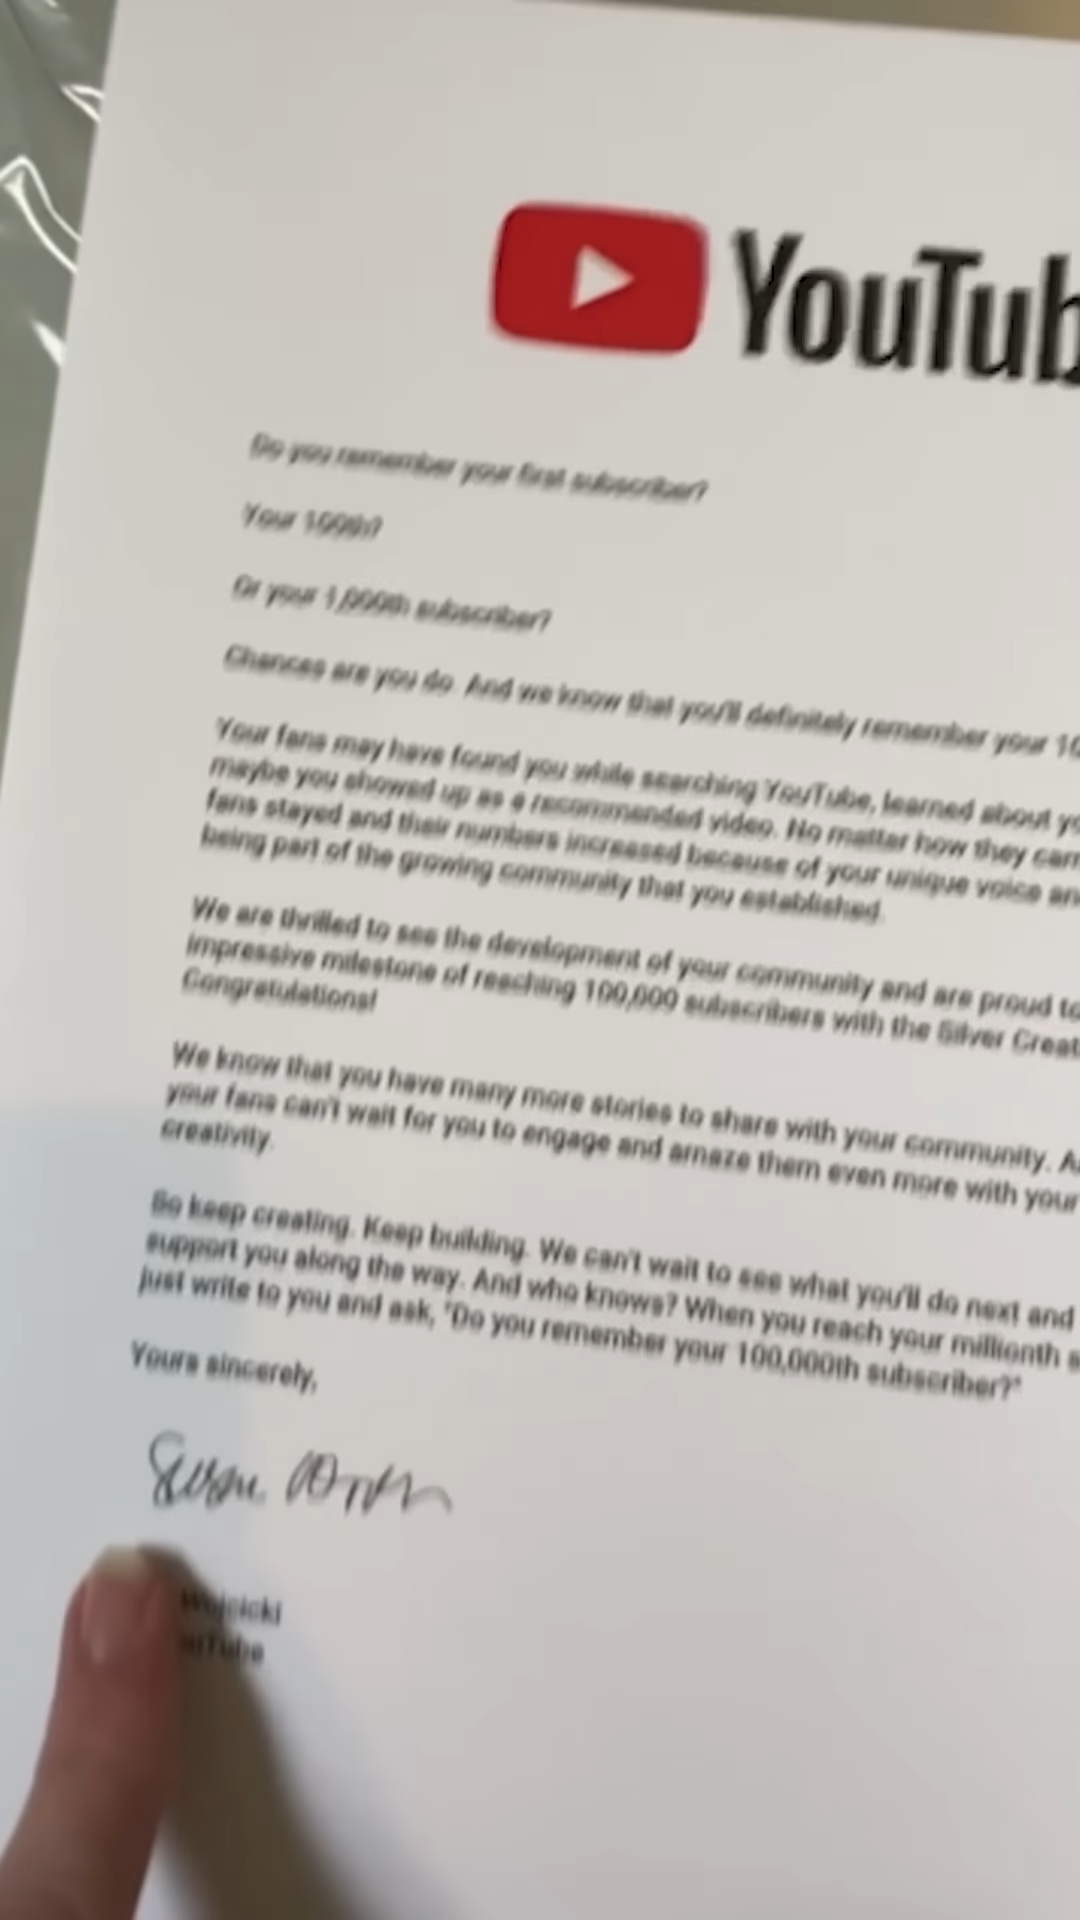 YouTub
Do you remember your first subscriber?
Your 100th?
Or your 1,000th subscriber?
Chances are you do. And we know that you'll definitely remember your 10
Your fans may have found you while searching YouTube, learned about yo
maybe you showed up as a recommended video. No matter how they cam
fans stayed and their numbers increased because of your unique voice an
being part of the growing community that you established.
We are thrilled to see the development of your community and are proud to
impressive milestone of reaching 100,000 subscribers with the Silver Creat
Congratulations!
We know that you have many more stories to share with your community. A
your fans can't wait for you to engage and amaze them even more with your
creativity.
So keep creating. Keep building. We can't wait to see what you'll do next and
support you along the way. And who knows? When you reach your millionth s
just write to you and ask, "Do you remember your 100,000th subscriber?"
Yours sincerely,
Wojcicki
uTube